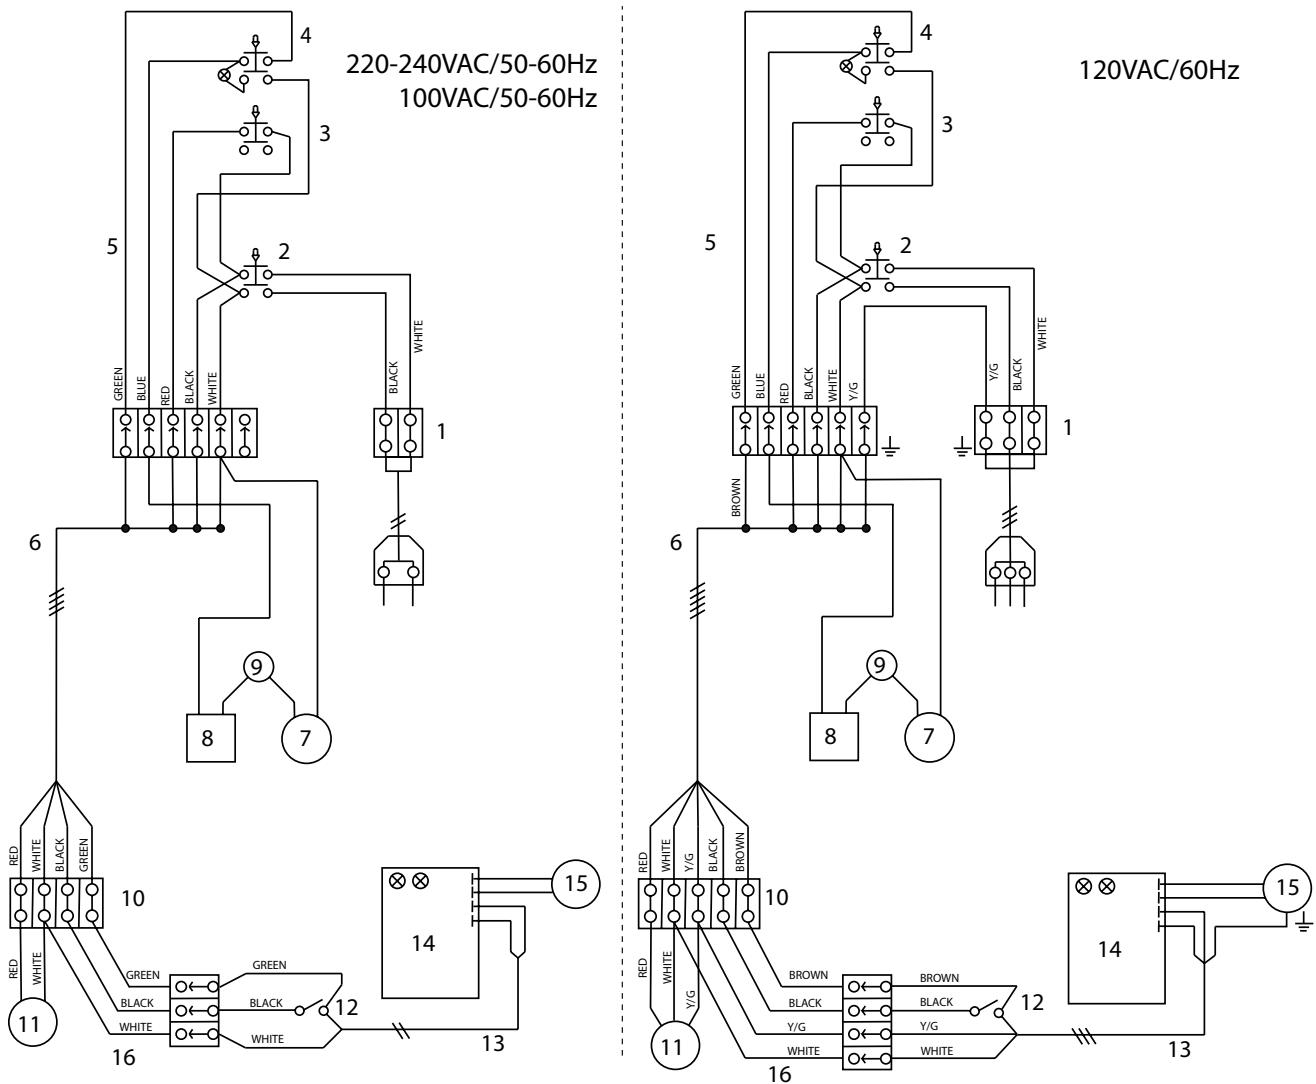 220-240VAC/50-60Hz
100VAC/50-60Hz
4
3
5
2
GREEN
BLUE
RED
BLACK
WHITE
BLACK
WHITE
1
6
9
8
7
RED
WHITE
BLACK
GREEN
10
RED
WHITE
11
GREEN
BLACK
WHITE
16
GREEN
BLACK
WHITE
12
13
14
15
120VAC/60Hz
4
3
5
2
GREEN
BLUE
RED
BLACK
WHITE
Y/G
Y/G
BLACK
WHITE
1
BROWN
6
9
8
7
RED
WHITE
Y/G
BLACK
BROWN
10
RED
WHITE
Y/G
11
BROWN
BLACK
Y/G
WHITE
16
BROWN
BLACK
Y/G
WHITE
12
13
14
15